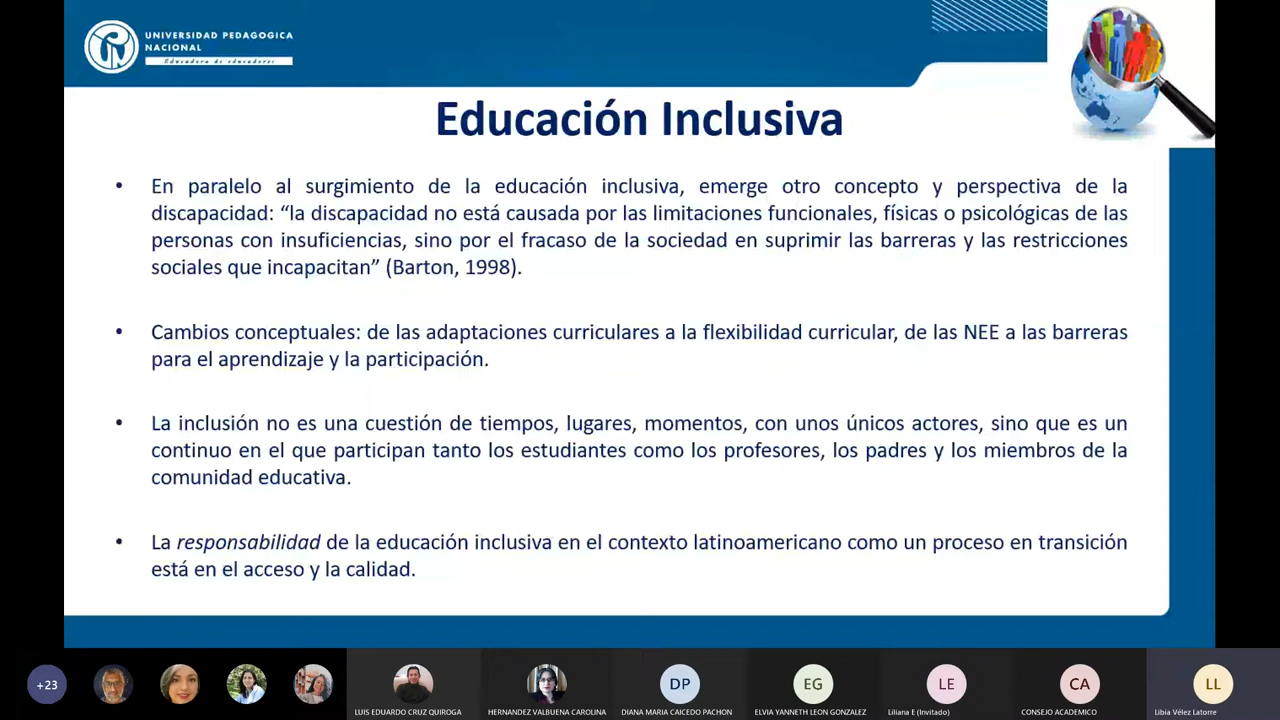 UNIVERSIDAD PEDAGOGICA
NACIONAL
Educadora de educadores
Educación Inclusiva
• En paralelo al surgimiento de la educación inclusiva, emerge otro concepto y perspectiva de la
discapacidad: “la discapacidad no está causada por las limitaciones funcionales, físicas o psicológicas de las
personas con insuficiencias, sino por el fracaso de la sociedad en suprimir las barreras y las restricciones
sociales que incapacitan” (Barton, 1998).
• Cambios conceptuales: de las adaptaciones curriculares a la flexibilidad curricular, de las NEE a las barreras
para el aprendizaje y la participación.
• La inclusión no es una cuestión de tiempos, lugares, momentos, con unos únicos actores, sino que es un
continuo en el que participan tanto los estudiantes como los profesores, los padres y los miembros de la
comunidad educativa.
• La responsabilidad de la educación inclusiva en el contexto latinoamericano como un proceso en transición
está en el acceso y la calidad.
+23
DP
EG
LE
CA
LL
LUIS EDUARDO CRUZ QUIROGA
HERNANDEZ VALBUENA CAROLINA
DIANA MARIA CAICEDO PACHON
ELVIA YANNETH LEON GONZALEZ
Liliana E (Invitado)
CONSEJO ACADEMICO
Libia Vélez Latorre